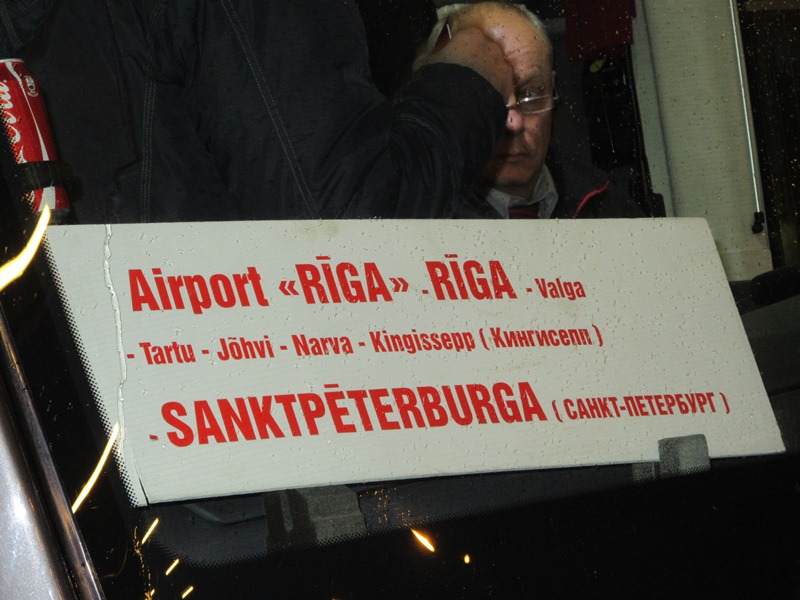 Airport «RĪGA» - RĪGA - Valga
- Tartu - Jõhvi - Narva - Kingissepp ( Кингисепп )
- SANKTPĒTERBURGA ( САНКТ-ПЕТЕРБУРГ )